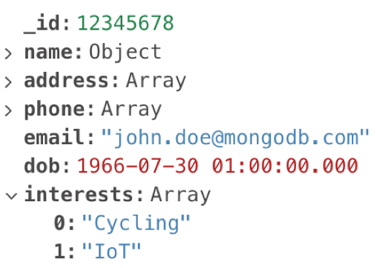 _id: 12345678
> name: Object
> address: Array
> phone: Array
email: "john.doe@mongodb.com"
dob: 1966-07-30 01:00:00.000
interests: Array
0: "Cycling"
1: "IoT"